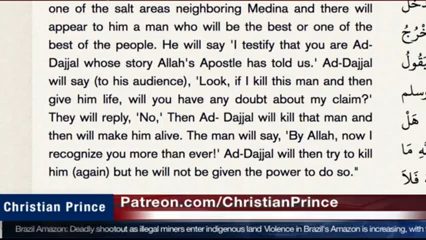 one of the salt areas neighboring Medina and there will
appear to him a man who will be the best or one of the
best of the people. He will say 'I testify that you are Ad-
Dajjal whose story Allah's Apostle has told us.' Ad-Dajjal
will say (to his audience), 'Look, if I kill this man and then
give him life, will you have any doubt about my claim?'
They will reply, 'No,' Then Ad- Dajjal will kill that man and
then will make him alive. The man will say, 'By Allah, now I
recognize you more than ever!' Ad-Dajjal will then try to kill
him (again) but he will not be given the power to do so."
يَقُولُ
وسلم
هَلْ
فَلاَ
Christian Prince
Patreon.com/ChristianPrince
Brazil Amazon: Deadly shootout as illegal miners enter indigenous land Violence in Brazil's Amazon is increasing, with